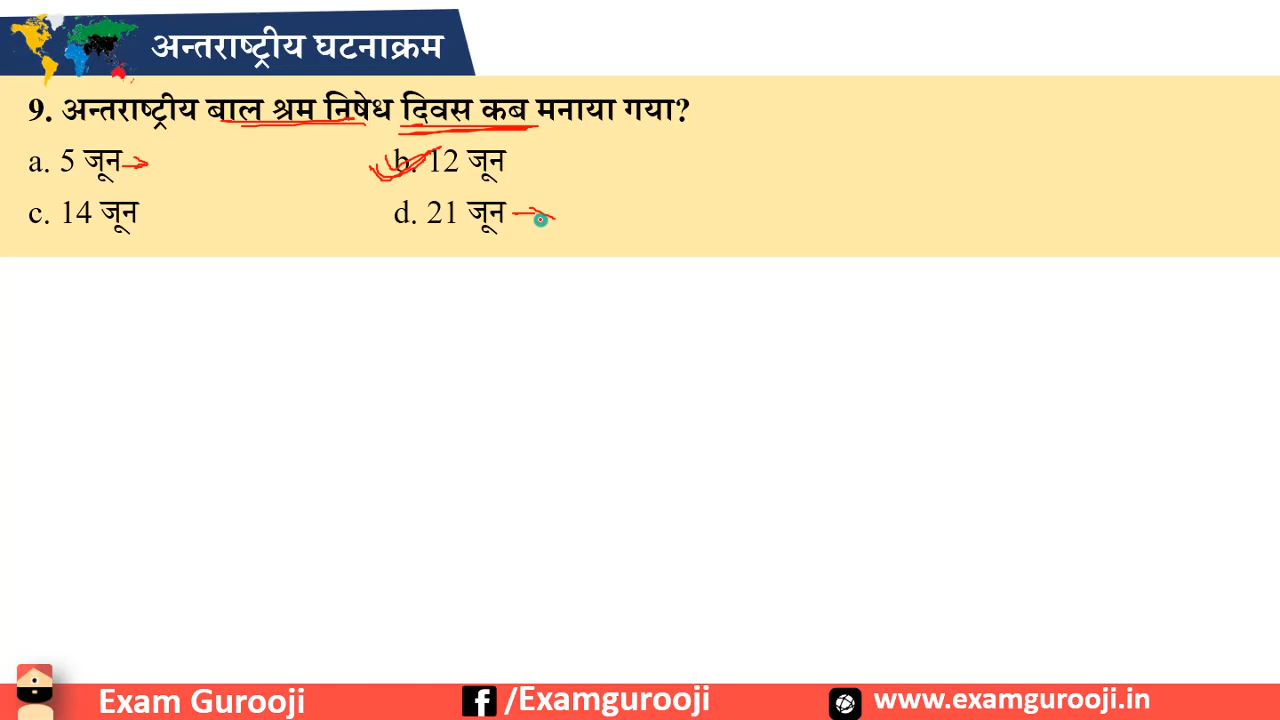 अन्तराष्ट्रीय घटनाक्रम
9. अन्तराष्ट्रीय बाल श्रम निषेध दिवस कब मनाया गया?
a. 5 जून b. 12 जून
c. 14 जून d. 21 जून
Exam Gurooji /Examgurooji www.examgurooji.in